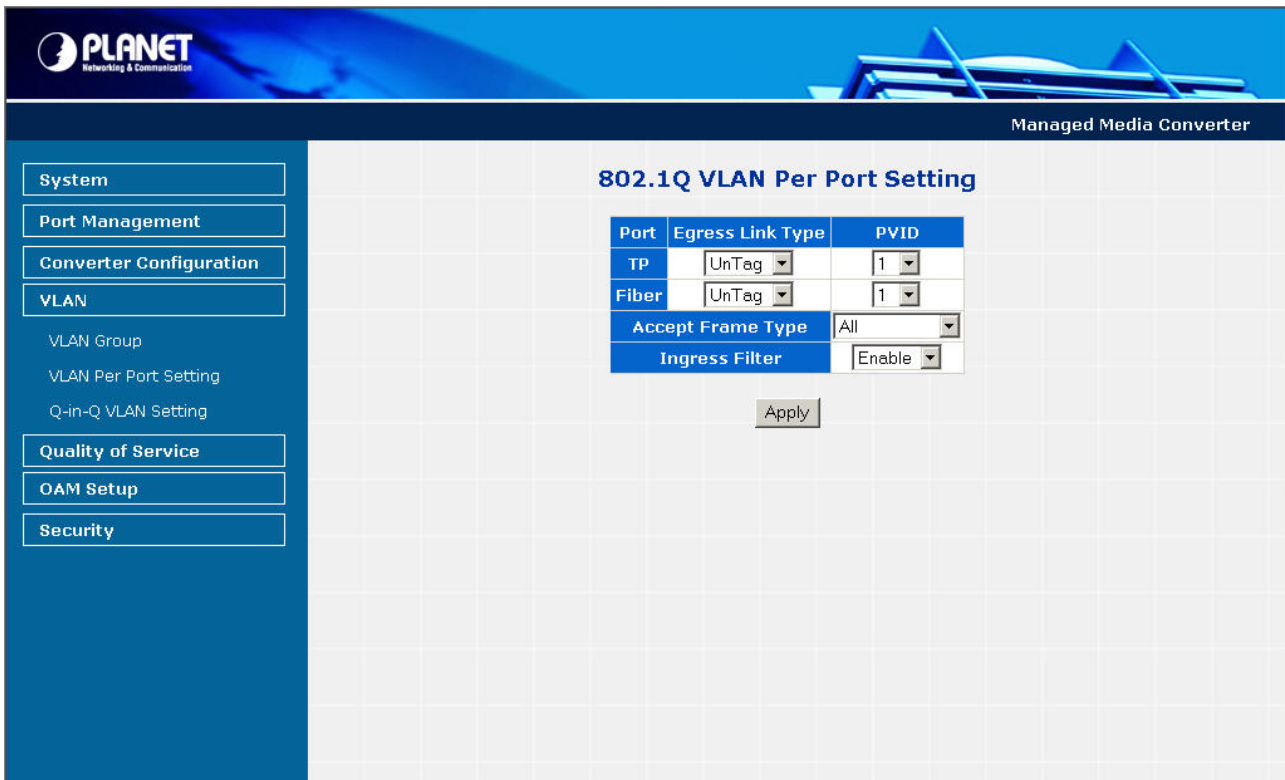 PLANET
Networking & Communication
Managed Media Converter
System
Port Management
Converter Configuration
VLAN
VLAN Group
VLAN Per Port Setting
Q-in-Q VLAN Setting
Quality of Service
OAM Setup
Security
802.1Q VLAN Per Port Setting
Port Egress Link Type PVID
TP UnTag 1
Fiber UnTag 1
Accept Frame Type All
Ingress Filter Enable
Apply